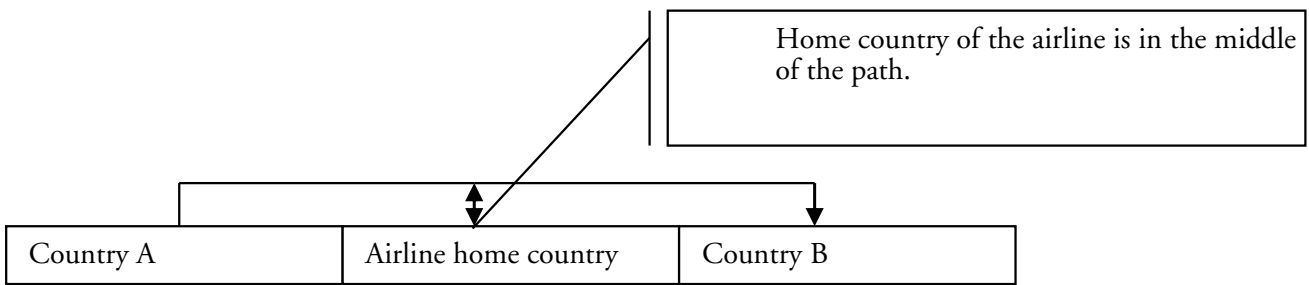 Home country of the airline is in the middle
of the path.
Country A
Airline home country
Country B